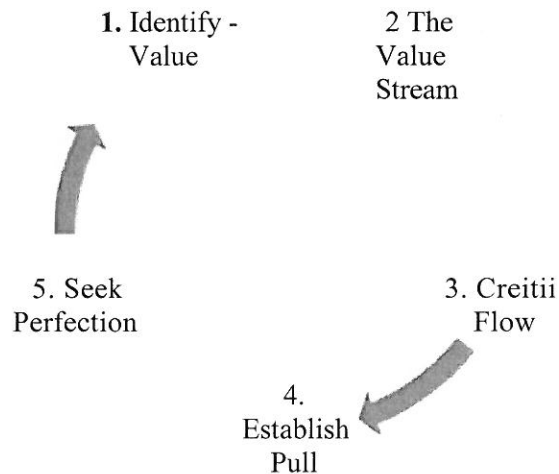 1. Identify -
Value
2 The
Value
Stream
3. Creitii
Flow
4.
Establish
Pull
5. Seek
Perfection